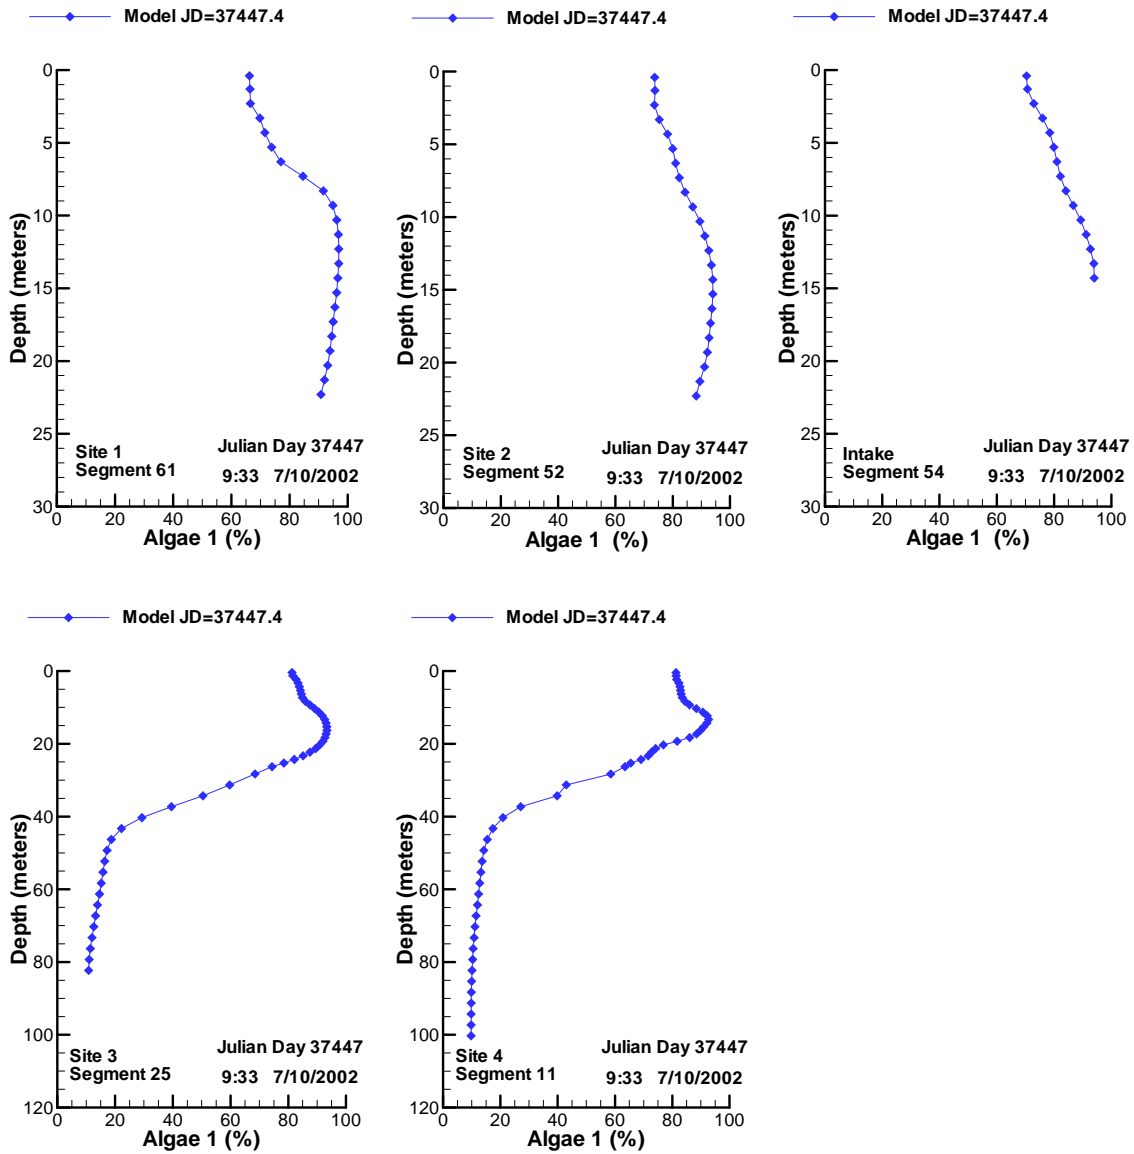 Model JD=37447.4
0
5
10
15
20
25
30
Depth (meters)
Site 1
Segment 61
Julian Day 37447
9:33 7/10/2002
0 20 40 60 80 100
Algae 1 (%)
Model JD=37447.4
0
5
10
15
20
25
30
Depth (meters)
Site 2
Segment 52
Julian Day 37447
9:33 7/10/2002
0 20 40 60 80 100
Algae 1 (%)
Model JD=37447.4
0
5
10
15
20
25
30
Depth (meters)
Intake
Segment 54
Julian Day 37447
9:33 7/10/2002
0 20 40 60 80 100
Algae 1 (%)
Model JD=37447.4
0
20
40
60
80
100
120
Depth (meters)
Site 3
Segment 25
Julian Day 37447
9:33 7/10/2002
0 20 40 60 80 100
Algae 1 (%)
Model JD=37447.4
0
20
40
60
80
100
120
Depth (meters)
Site 4
Segment 11
Julian Day 37447
9:33 7/10/2002
0 20 40 60 80 100
Algae 1 (%)